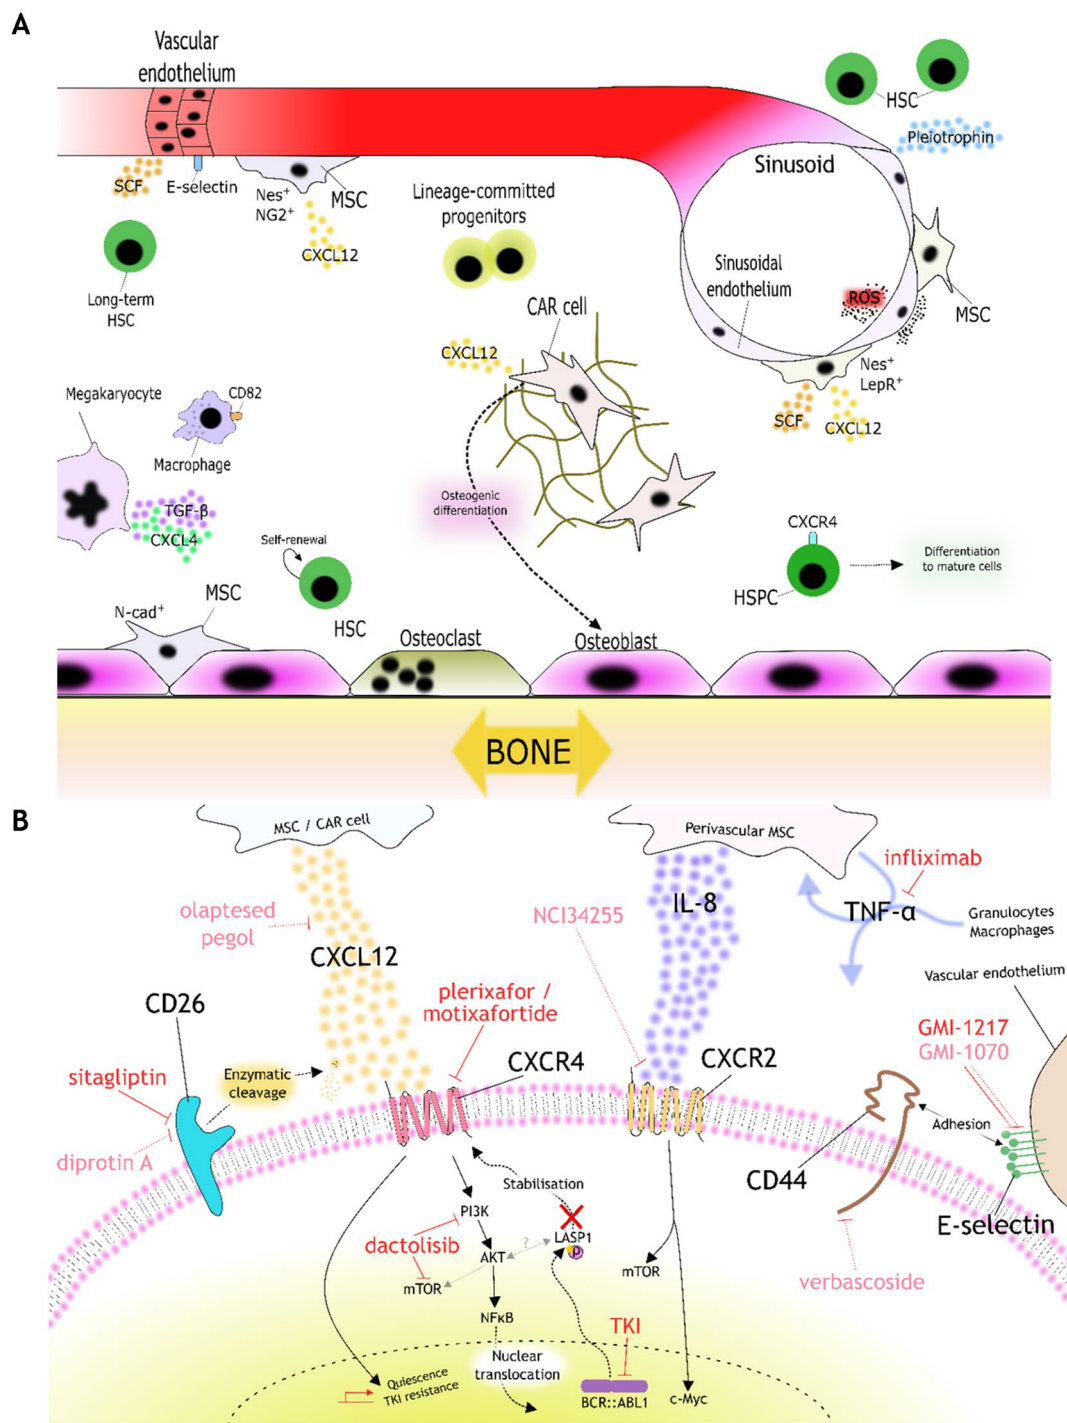 A
Vascular
endothelium
HSC
Pleiotrophin
Sinusoid
SCF
E-selectin
Nes+
NG2+
MSC
CXCL12
Lineage-committed
progenitors
Long-term
HSC
Sinusoidal
endothelium
ROS
MSC
CAR cell
CXCL12
Nes+
LepR+
SCF
CXCL12
Megakaryocyte
CD82
Macrophage
TGF-β
CXCL4
Osteogenic
differentiation
Self-renewal
HSC
CXCR4
HSPC
Differentiation
to mature cells
N-cad+
MSC
Osteoclast
Osteoblast
BONE
B
MSC / CAR cell
Perivascular MSC
infliximab
olaptesed
pegol
NCI34255
IL-8
TNF-α
Granulocytes
Macrophages
CXCL12
Vascular endothelium
CD26
plerixafor /
motixafortide
GMI-1217
GMI-1070
CXCR4
CXCR2
sitagliptin
Enzymatic
cleavage
Adhesion
diprotin A
CD44
Stabilisation
E-selectin
PI3K
dactolisib
LASP1
p
?
AKT
mTOR
mTOR
verbascoside
NFκB
TKI
Nuclear
translocation
Quiescence
TKI resistance
BCR::ABL1
c-Myc